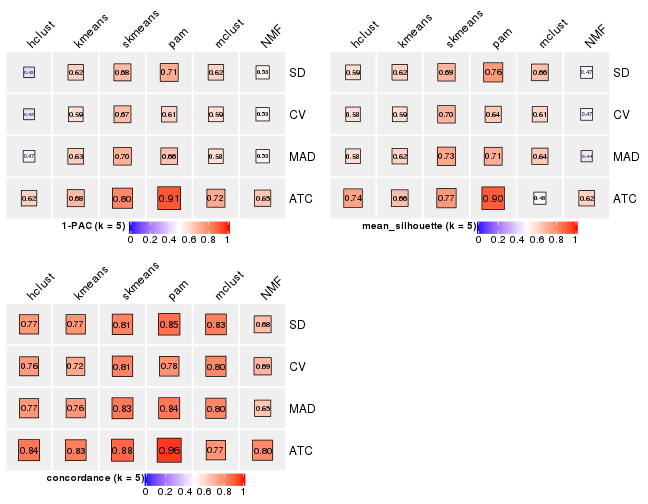 hclust kmeans skmeans pam mclust NMF
0.62 0.68 0.71 0.62 0.53 SD
0.59 0.67 0.61 0.59 0.53 CV
0.47 0.63 0.70 0.66 0.58 0.53 MAD
0.62 0.68 0.80 0.91 0.72 0.65 ATC
1-PAC (k = 5)
0 0.2 0.4 0.6 0.8 1
hclust kmeans skmeans pam mclust NMF
0.59 0.62 0.69 0.76 0.66 0.47 SD
0.58 0.59 0.70 0.64 0.61 0.47 CV
0.58 0.62 0.73 0.71 0.64 0.44 MAD
0.74 0.66 0.77 0.90 0.48 0.62 ATC
mean_silhouette (k = 5)
0 0.2 0.4 0.6 0.8 1
hclust kmeans skmeans pam mclust NMF
0.77 0.77 0.81 0.85 0.83 0.68 SD
0.76 0.72 0.81 0.78 0.80 0.69 CV
0.77 0.76 0.83 0.84 0.80 0.65 MAD
0.84 0.83 0.88 0.96 0.77 0.80 ATC
concordance (k = 5)
0 0.2 0.4 0.6 0.8 1